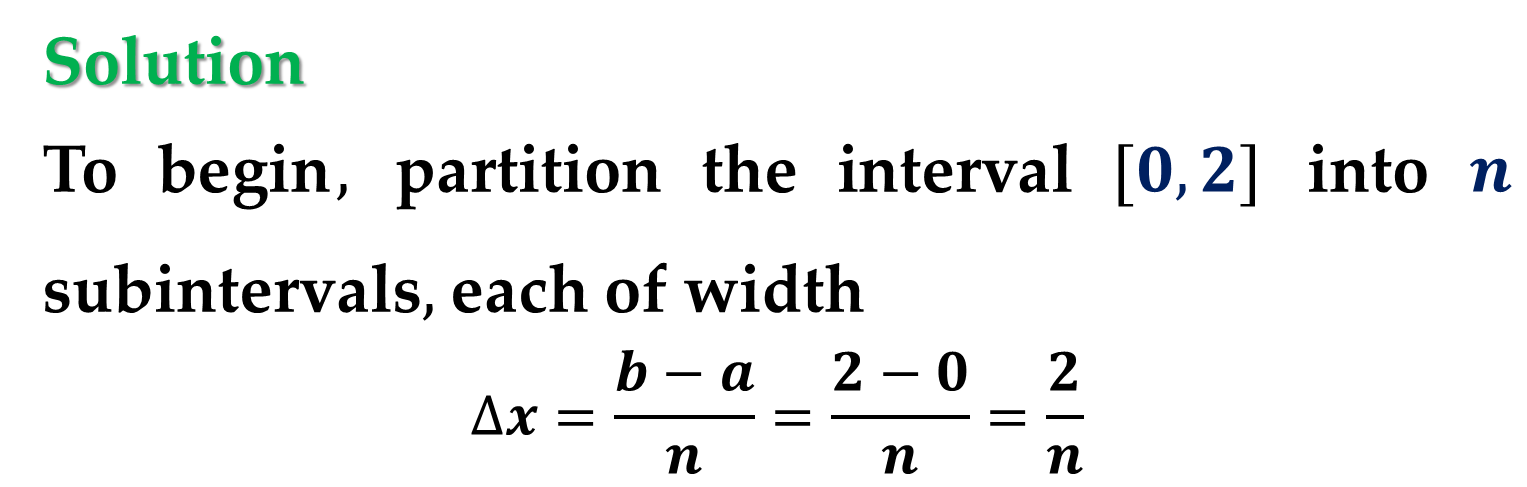 Solution
To begin, partition the interval [0, 2] into n
subintervals, each of width
Δx = (b − a)/n = (2 − 0)/n = 2/n